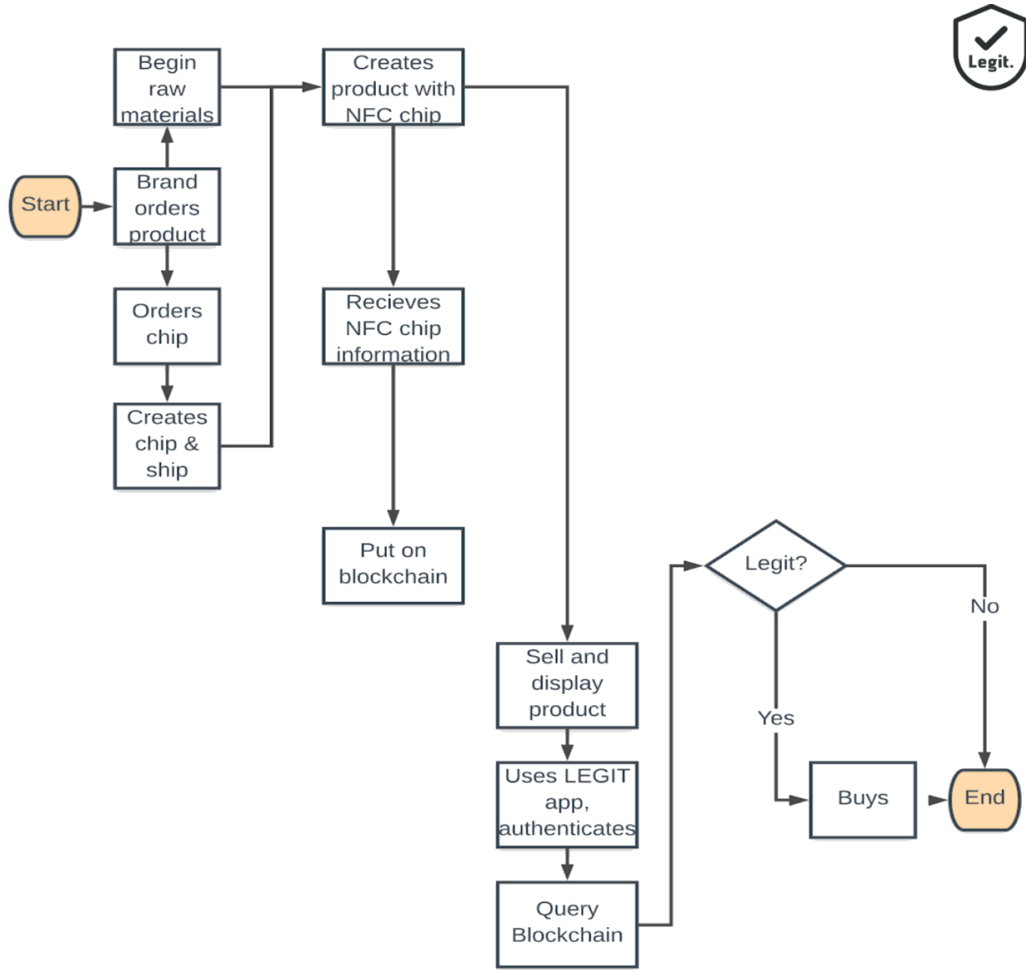 Legit.
Begin
raw
materials
Creates
product with
NFC chip
Start
Brand
orders
product
Orders
chip
Recieves
NFC chip
information
Creates
chip &
ship
Put on
blockchain
Legit?
No
Sell and
display
product
Yes
Uses LEGIT
app,
authenticates
Buys
End
Query
Blockchain